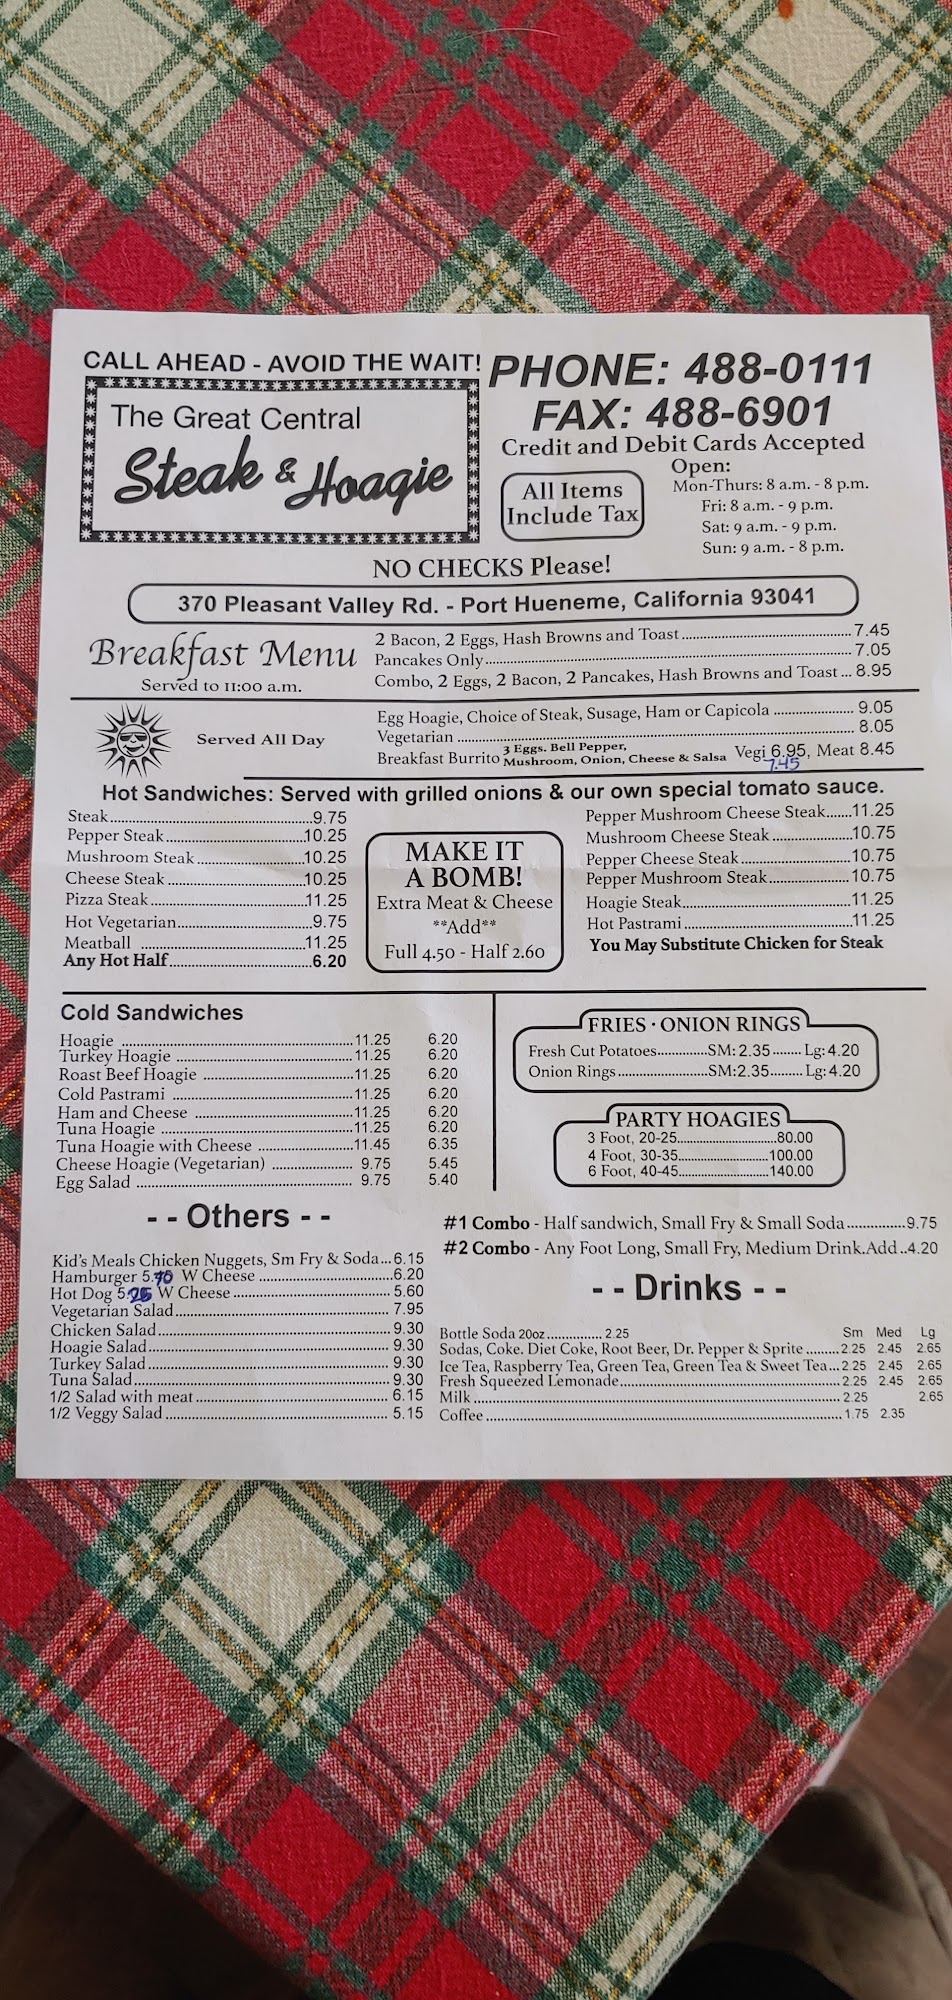 CALL AHEAD - AVOID THE WAIT!
PHONE: 488-0111
FAX: 488-6901
Credit and Debit Cards Accepted
The Great Central
Steak & Hoagie
All Items
Include Tax
Open:
Mon-Thurs: 8 a.m. - 8 p.m.
Fri: 8 a.m. - 9 p.m.
Sat: 9 a.m. - 9 p.m.
Sun: 9 a.m. - 8 p.m.
NO CHECKS Please!
370 Pleasant Valley Rd. - Port Hueneme, California 93041
Breakfast Menu
Served to 11:00 a.m.
2 Bacon, 2 Eggs, Hash Browns and Toast 7.45
Pancakes Only 7.05
Combo, 2 Eggs, 2 Bacon, 2 Pancakes, Hash Browns and Toast ... 8.95
Served All Day
Egg Hoagie, Choice of Steak, Susage, Ham or Capicola 9.05
Vegetarian 8.05
Breakfast Burrito 3 Eggs. Bell Pepper, Mushroom, Onion, Cheese & Salsa Vegi 6.95, Meat 8.45
7.45
Hot Sandwiches: Served with grilled onions & our own special tomato sauce.
Steak 9.75
Pepper Steak 10.25
Mushroom Steak 10.25
Cheese Steak 10.25
Pizza Steak 11.25
Hot Vegetarian 9.75
Meatball 11.25
Any Hot Half 6.20
MAKE IT
A BOMB!
Extra Meat & Cheese
**Add**
Full 4.50 - Half 2.60
Pepper Mushroom Cheese Steak 11.25
Mushroom Cheese Steak 10.75
Pepper Cheese Steak 10.75
Pepper Mushroom Steak 10.75
Hoagie Steak 11.25
Hot Pastrami 11.25
You May Substitute Chicken for Steak
Cold Sandwiches
Hoagie 11.25 6.20
Turkey Hoagie 11.25 6.20
Roast Beef Hoagie 11.25 6.20
Cold Pastrami 11.25 6.20
Ham and Cheese 11.25 6.20
Tuna Hoagie 11.25 6.20
Tuna Hoagie with Cheese 11.45 6.35
Cheese Hoagie (Vegetarian) 9.75 5.45
Egg Salad 9.75 5.40
FRIES · ONION RINGS
Fresh Cut Potatoes SM: 2.35 Lg: 4.20
Onion Rings SM:2.35 Lg: 4.20
PARTY HOAGIES
3 Foot, 20-25 80.00
4 Foot, 30-35 100.00
6 Foot, 40-45 140.00
#1 Combo - Half sandwich, Small Fry & Small Soda 9.75
#2 Combo - Any Foot Long, Small Fry, Medium Drink.Add..4.20
- - Others - -
Kid's Meals Chicken Nuggets, Sm Fry & Soda... 6.15
Hamburger W Cheese 6.20
Hot Dog W Cheese 5.60
Vegetarian Salad 7.95
Chicken Salad 9.30
Hoagie Salad 9.30
Turkey Salad 9.30
Tuna Salad 9.30
1/2 Salad with meat 6.15
1/2 Veggy Salad 5.15
- - Drinks - -
Sm Med Lg
Bottle Soda 20oz 2.25
Sodas, Coke. Diet Coke, Root Beer, Dr. Pepper & Sprite 2.25 2.45 2.65
Ice Tea, Raspberry Tea, Green Tea, Green Tea & Sweet Tea... 2.25 2.45 2.65
Fresh Squeezed Lemonade 2.25 2.45 2.65
Milk 2.25 2.65
Coffee 1.75 2.35